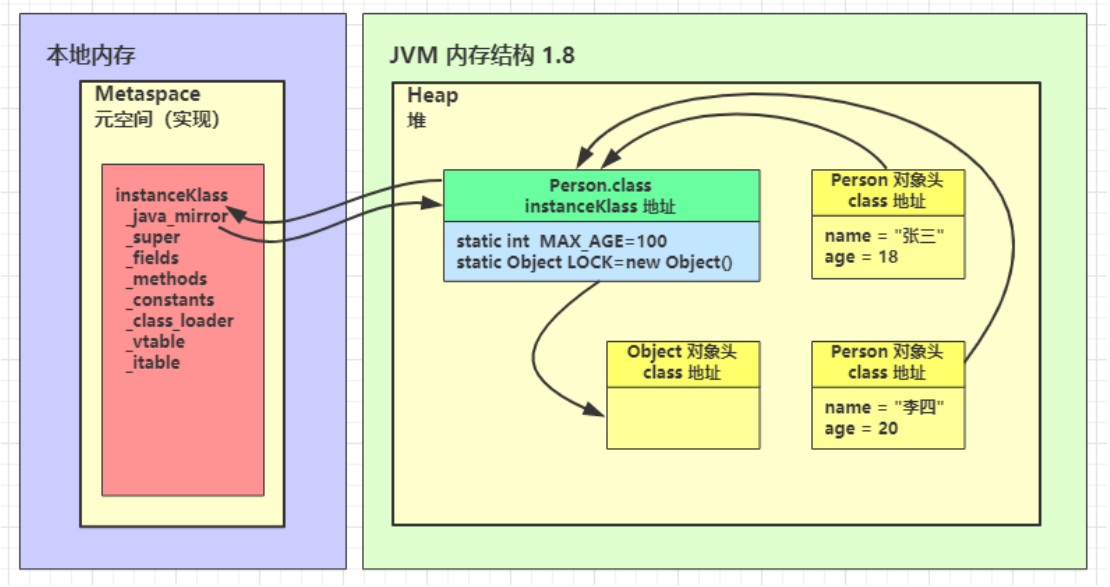 本地内存
Metaspace
元空间（实现）
instanceKlass
_java_mirror
_super
_fields
_methods
_constants
_class_loader
_vtable
_itable
JVM 内存结构 1.8
Heap
堆
Person.class
instanceKlass 地址
static int  MAX_AGE=100
static Object LOCK=new Object()
Person 对象头
class 地址
name = "张三"
age = 18
Object 对象头
class 地址
Person 对象头
class 地址
name = "李四"
age = 20